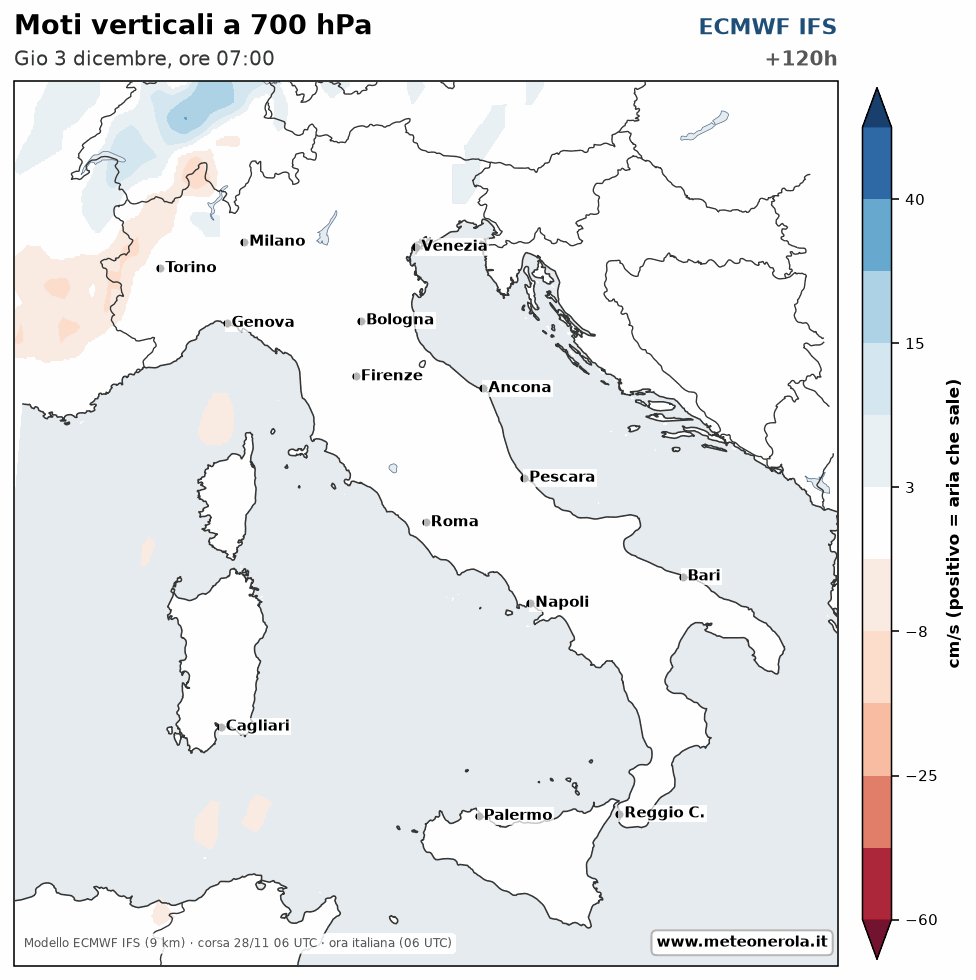 Moti verticali a 700 hPa
ECMWF IFS
Gio 3 dicembre, ore 07:00
+120h
Milano
Venezia
Torino
Genova
Bologna
Firenze
Ancona
Pescara
Roma
Bari
Napoli
Cagliari
Palermo
Reggio C.
40
15
3
−8
−25
−60
cm/s (positivo = aria che sale)
Modello ECMWF IFS (9 km) · corsa 28/11 06 UTC · ora italiana (06 UTC)
www.meteonerola.it